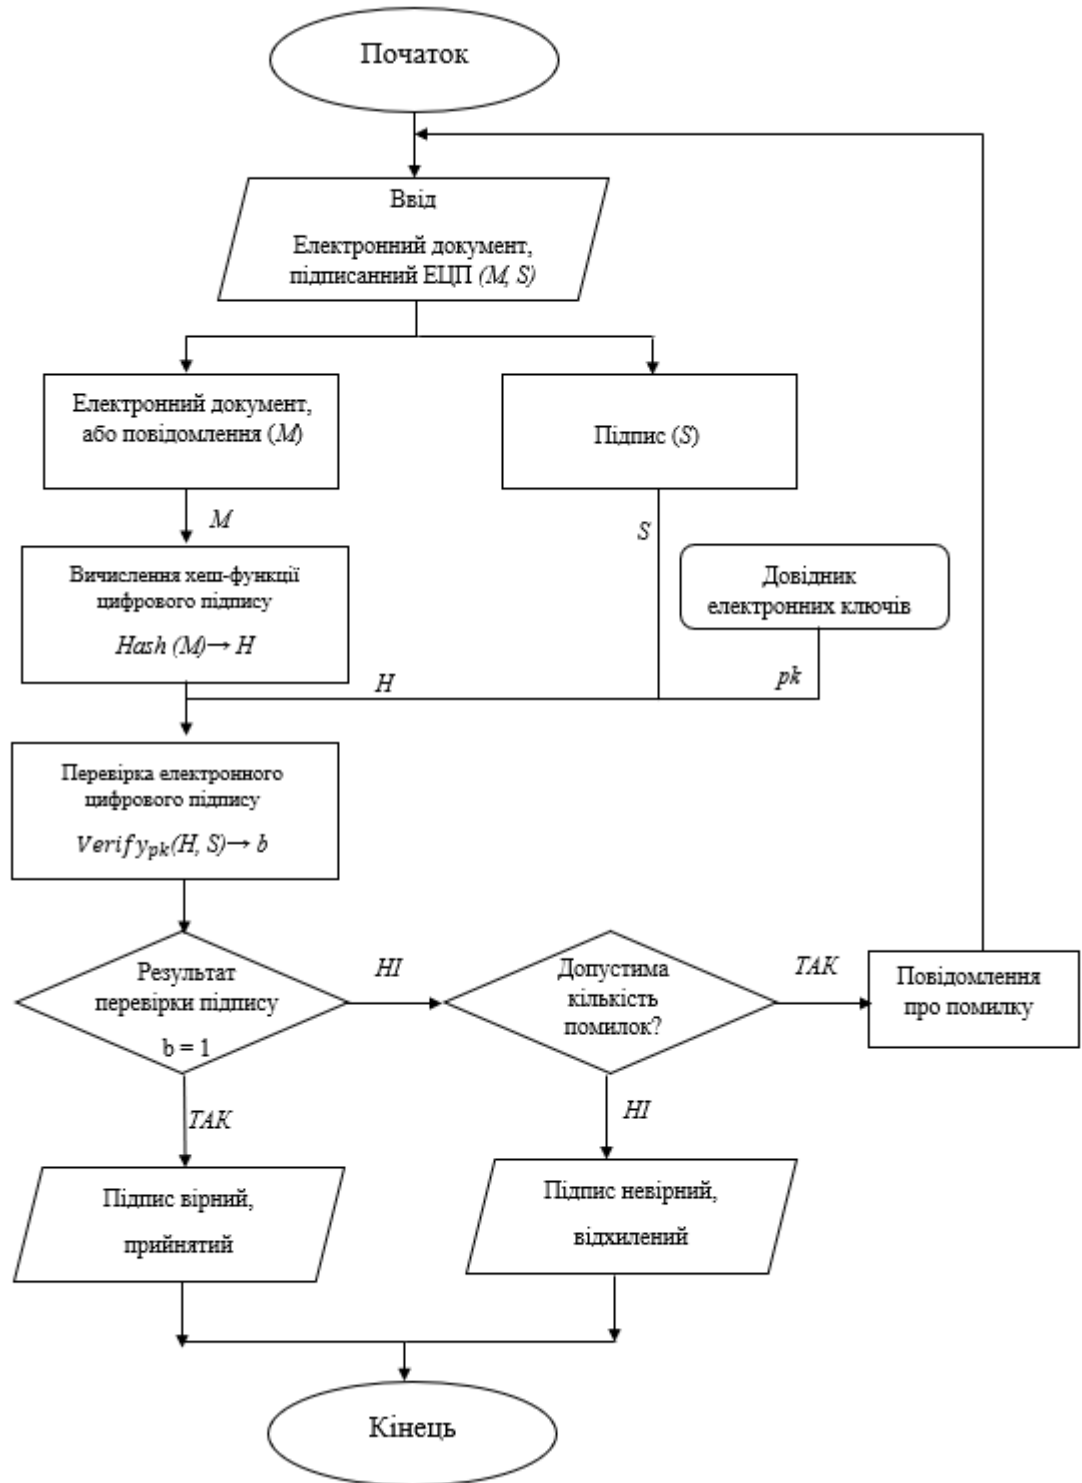 Початок
Ввід
Електронний документ,
підписанний ЕЦП (M, S)
Електронний документ,
або повідомлення (M)
Підпис (S)
M
S
Вичислення хеш-функції
цифрового підпису
Hash (M)→ H
Довідник
електронних ключів
H
pk
Перевірка електронного
цифрового підпису
Verify_pk(H, S)→ b
Результат
перевірки підпису
b = 1
НІ
Допустима
кількість
помилок?
ТАК
Повідомлення
про помилку
ТАК
НІ
Підпис вірний,
прийнятий
Підпис невірний,
відхилений
Кінець